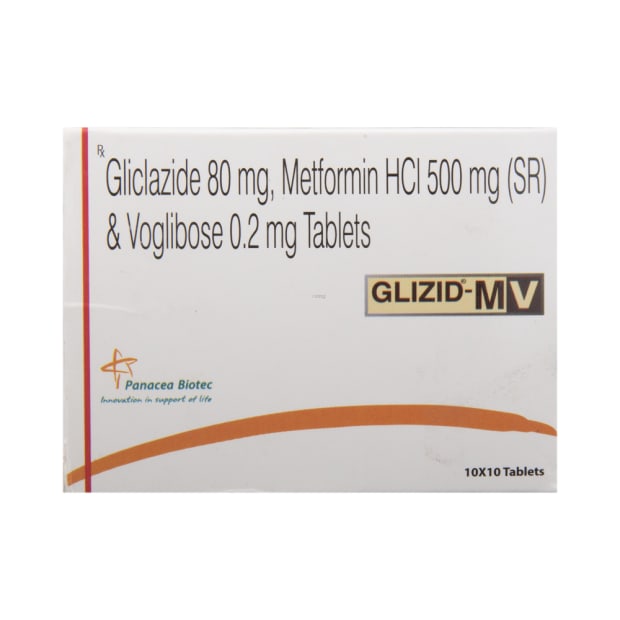 Rx
Gliclazide 80 mg, Metformin HCl 500 mg (SR)
& Voglibose 0.2 mg Tablets
GLIZID®-MV
Panacea Biotec
Innovation in support of life
10X10 Tablets